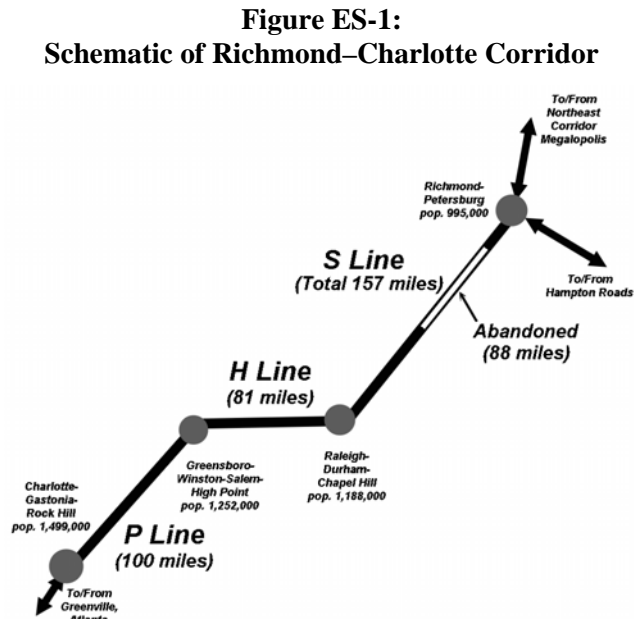 Figure ES-1:
Schematic of Richmond–Charlotte Corridor
To/From
Northeast
Corridor
Megalopolis
Richmond-
Petersburg
pop. 995,000
S Line
(Total 157 miles)
To/From
Hampton Roads
Abandoned
(88 miles)
H Line
(81 miles)
Raleigh-
Durham-
Chapel Hill
pop. 1,188,000
Greensboro-
Winston-Salem-
High Point
pop. 1,252,000
Charlotte-
Gastonia-
Rock Hill
pop. 1,499,000
P Line
(100 miles)
To/From
Greenville,
Atlanta